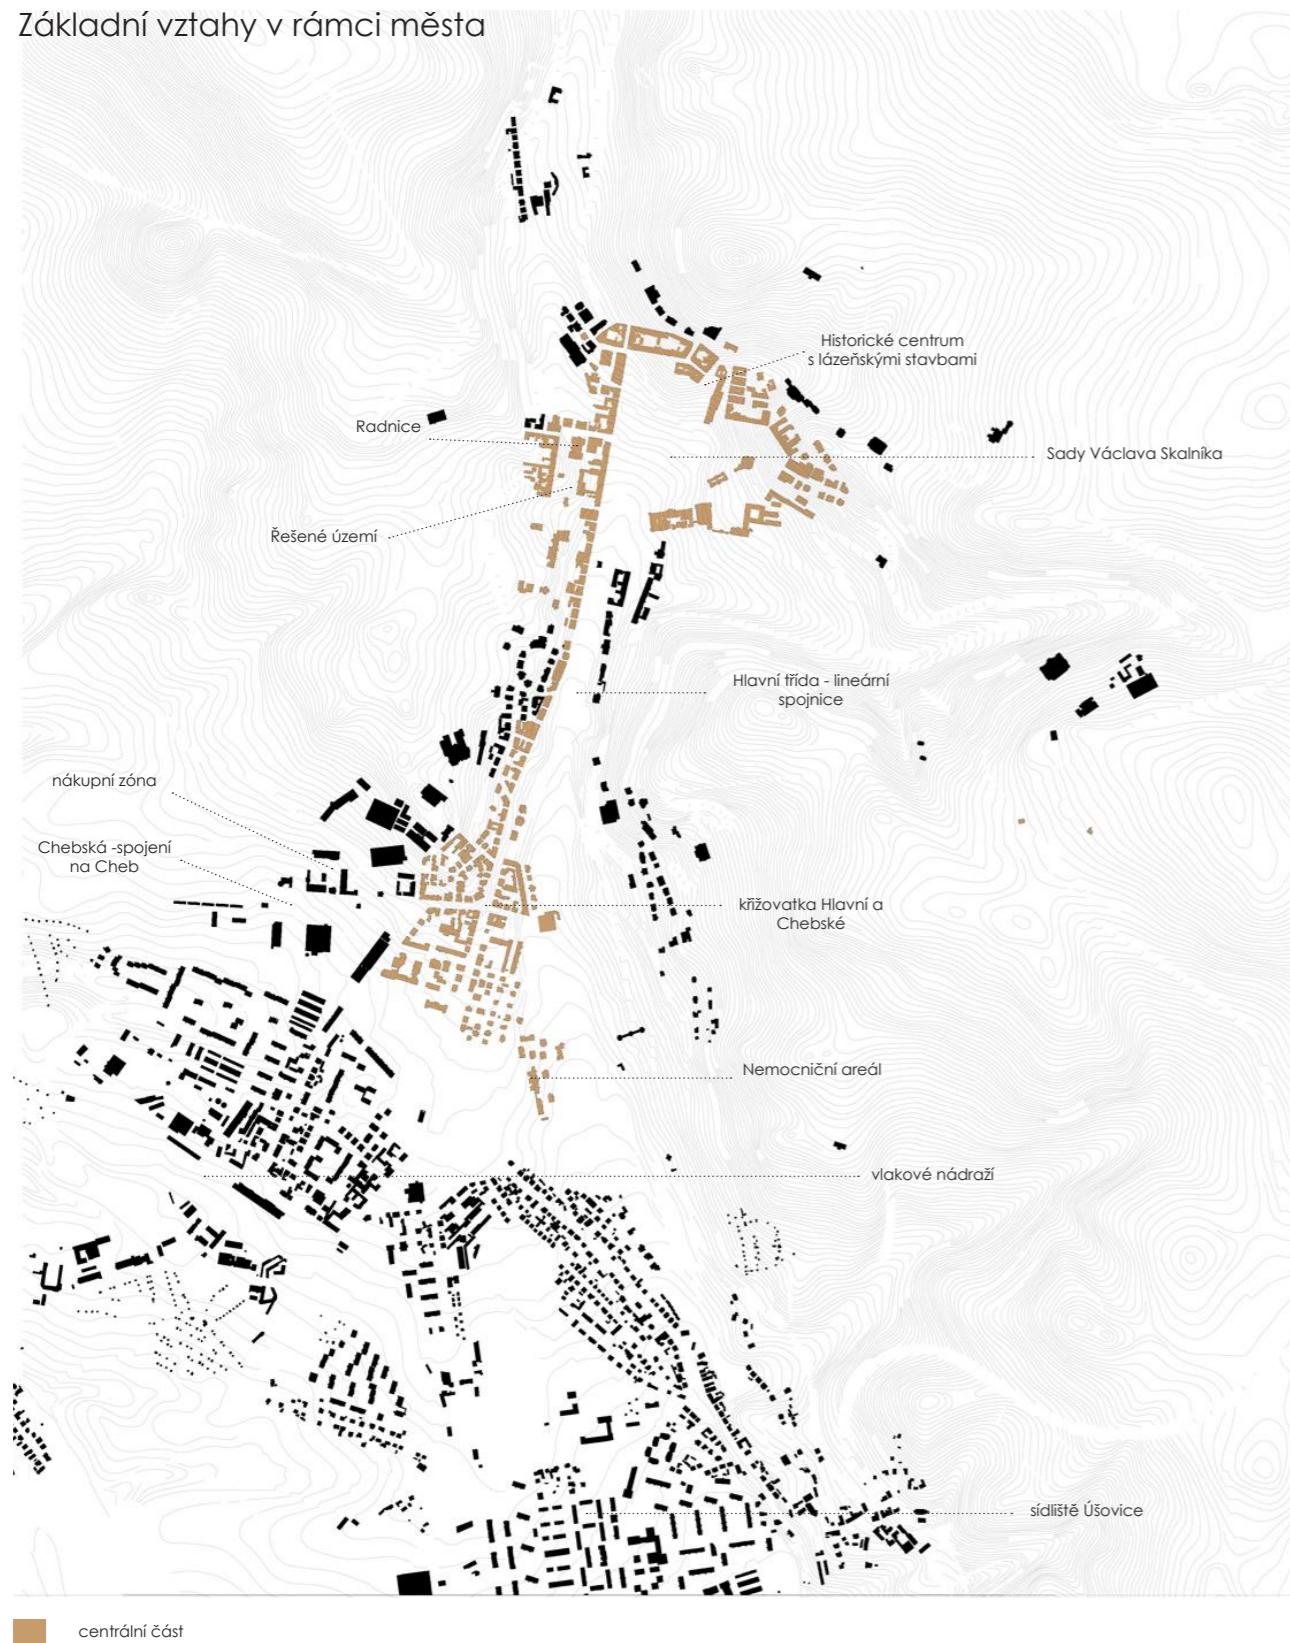 Základní vztahy v rámci města
Historické centrum
s lázeňskými stavbami
Radnice
Sady Václava Skalníka
Řešené území
Hlavní třída - lineární
spojnice
nákupní zóna
Chebská -spojení
na Cheb
křižovatka Hlavní a
Chebské
Nemocniční areál
vlakové nádraží
sídliště Úšovice
centrální část